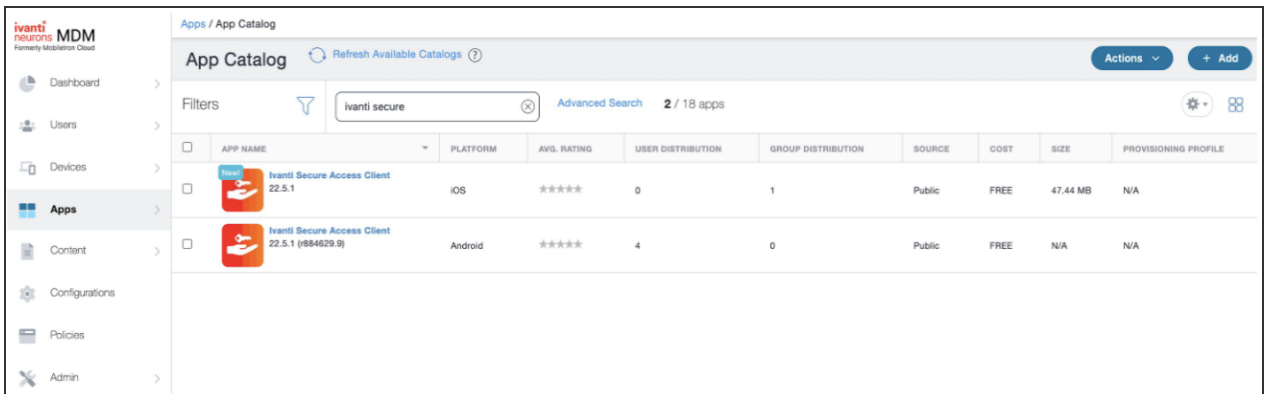 ivanti
neurons MDM
Formerly MobileIron Cloud
Dashboard
Users
Devices
Apps
Content
Configurations
Policies
Admin
Apps / App Catalog
App Catalog Refresh Available Catalogs ? Actions + Add
Filters ivanti secure Advanced Search 2 / 18 apps
APP NAME PLATFORM AVG. RATING USER DISTRIBUTION GROUP DISTRIBUTION SOURCE COST SIZE PROVISIONING PROFILE
New!
Ivanti Secure Access Client
22.5.1 iOS 0 1 Public FREE 47.44 MB N/A
Ivanti Secure Access Client
22.5.1 (r884629.9) Android 4 0 Public FREE N/A N/A